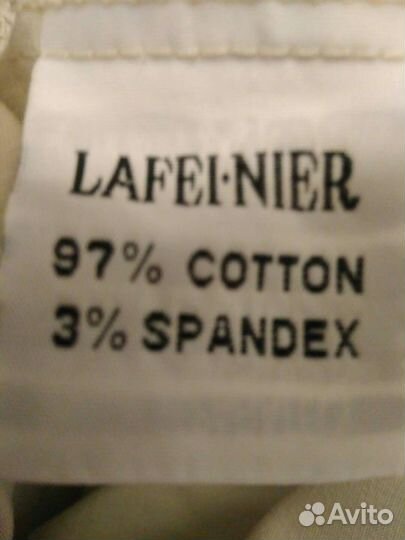 LAFEI·NIER
97% COTTON
3% SPANDEX
Avito